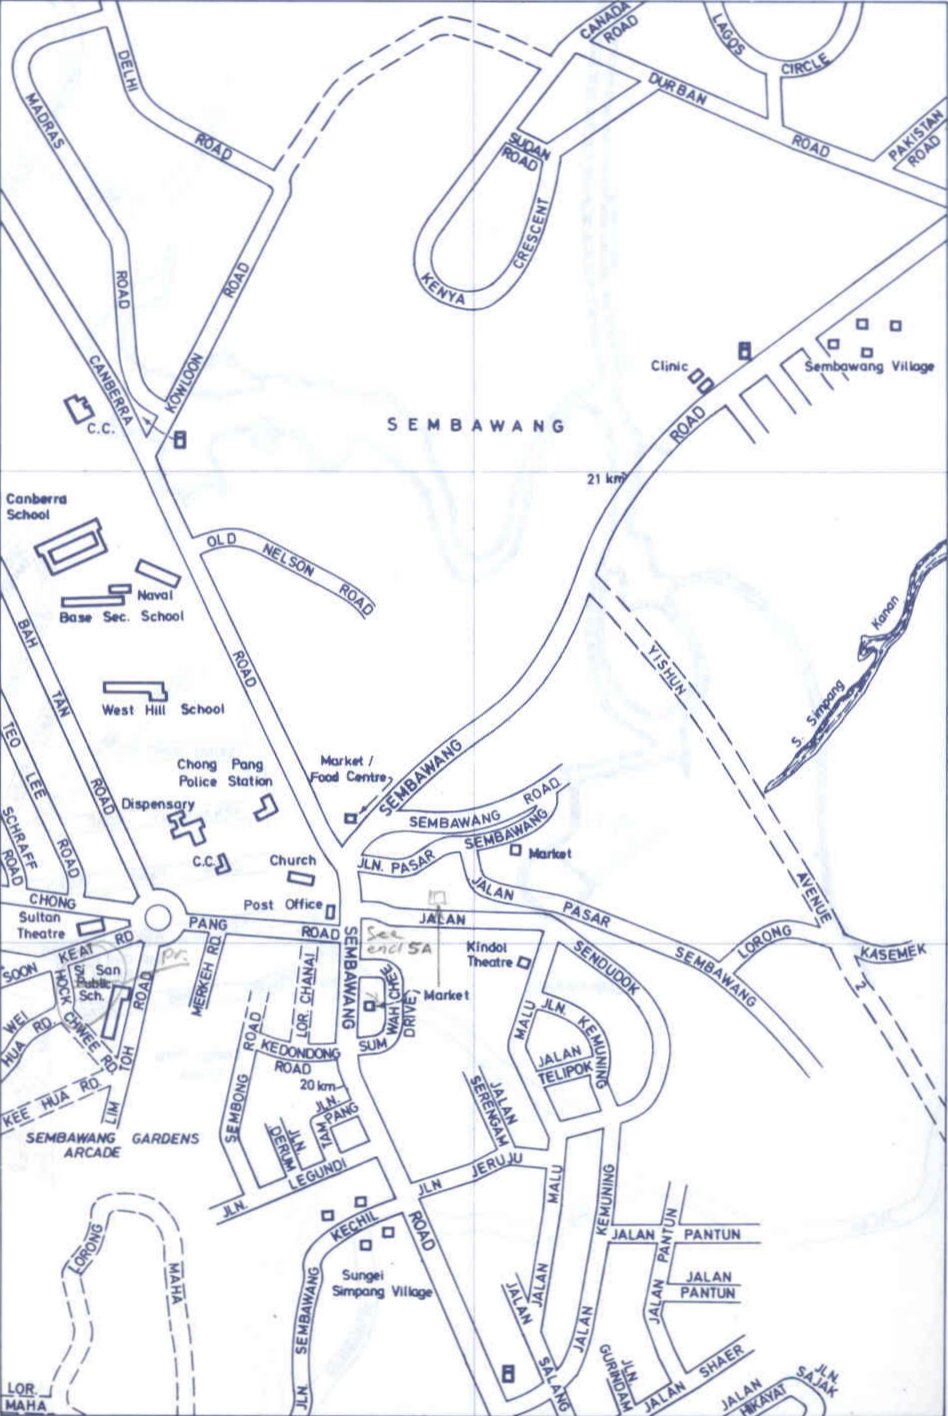 CANADA
ROAD
LAGOS
CIRCLE
DELHI
ROAD
MADRAS
ROAD
DURBAN
ROAD
PAKISTAN
ROAD
SUDAN
ROAD
KENYA
CRESCENT
KOWLOON
ROAD
CANBERRA
C.C.
Clinic
Sembawang Village
SEMBAWANG
ROAD
21 km
Canberra
School
OLD
NELSON
ROAD
Naval
Base Sec. School
BAH
TAN
ROAD
ROAD
West Hill School
YISHUN
Kanan
S. Simpang
TEO
LEE
ROAD
SCHRAFF
ROAD
Chong Pang
Police Station
Market /
Food Centre
SEMBAWANG
Dispensary
SEMBAWANG ROAD
JLN. PASAR SEMBAWANG
Market
C.C.
Church
JALAN
PASAR
SEMBAWANG
AVENUE
CHONG
PANG
ROAD
Sultan
Theatre
Post Office
JALAN
SENDUDOK
LORONG
KASEMEK
See
encl 5A
Kindol
Theatre
SOON
KEAT
RD
pr.
Si San
Public
Sch.
HOCK
CHWEE RD.
WEI
HUA RD.
MERKEH RD.
LOR. CHANAI
SEMBAWANG
WAH CHEE
DRIVE
Market
SUM
MALU
JLN. KEMUNING
JALAN
TELIPOK
KEE HUA RD.
LIM
TOH
ROAD
SEMBONG
ROAD
KEDONDONG
ROAD
20 km
JLN.
TAM PANG
JALAN
SERENGAM
SEMBAWANG GARDENS
ARCADE
JLN.
DERUM
JLN.
LEGUNDI
JLN
JERUJU
MALU
JALAN
KEMUNING
JALAN
LORONG
MAHA
JLN.
SEMBAWANG
KECHIL
ROAD
Sungei
Simpang Village
JALAN PANTUN
JALAN PANTUN
JALAN
PANTUN
JALAN
SALANG
JLN.
GURINDAM
JALAN SHAER
JALAN
HIKAYAT
JLN.
SAJAK
LOR.
MAHA